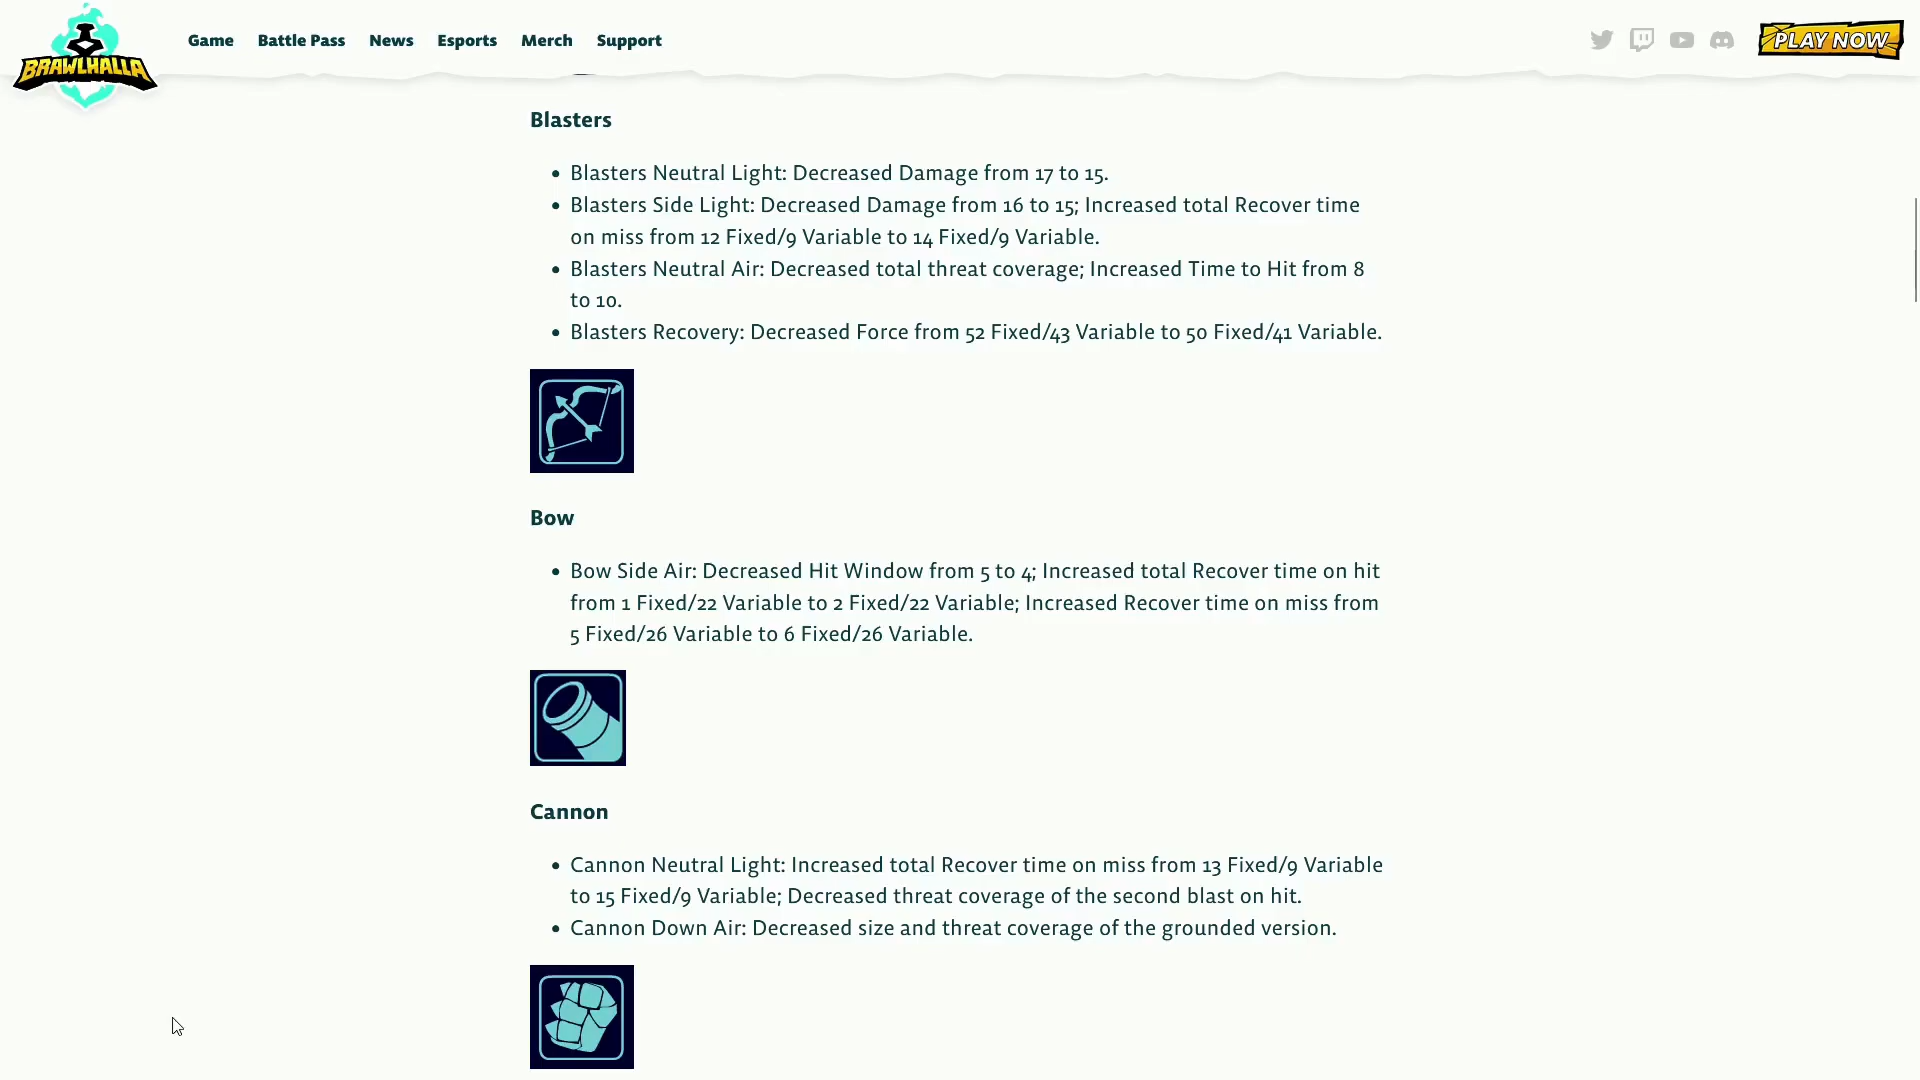 BRAWLHALLA
Game Battle Pass News Esports Merch Support
PLAY NOW
Blasters
• Blasters Neutral Light: Decreased Damage from 17 to 15.
• Blasters Side Light: Decreased Damage from 16 to 15; Increased total Recover time
on miss from 12 Fixed/9 Variable to 14 Fixed/9 Variable.
• Blasters Neutral Air: Decreased total threat coverage; Increased Time to Hit from 8
to 10.
• Blasters Recovery: Decreased Force from 52 Fixed/43 Variable to 50 Fixed/41 Variable.
Bow
• Bow Side Air: Decreased Hit Window from 5 to 4; Increased total Recover time on hit
from 1 Fixed/22 Variable to 2 Fixed/22 Variable; Increased Recover time on miss from
5 Fixed/26 Variable to 6 Fixed/26 Variable.
Cannon
• Cannon Neutral Light: Increased total Recover time on miss from 13 Fixed/9 Variable
to 15 Fixed/9 Variable; Decreased threat coverage of the second blast on hit.
• Cannon Down Air: Decreased size and threat coverage of the grounded version.